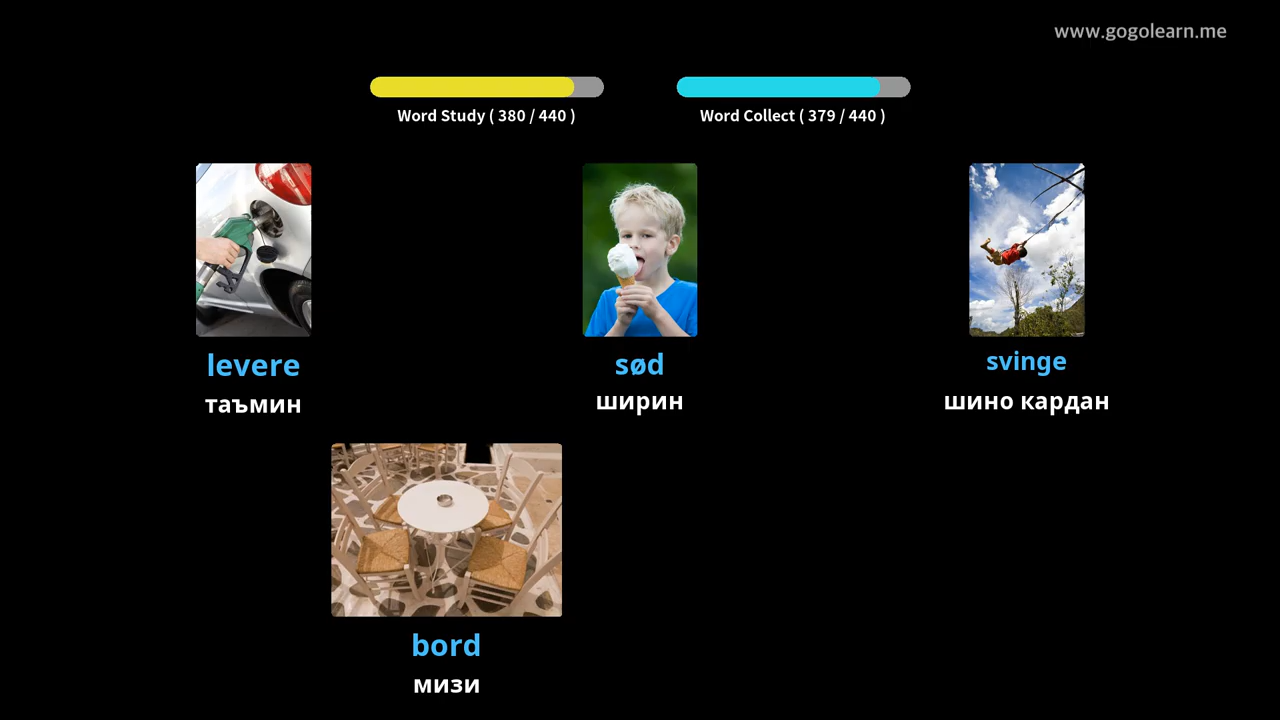 www.gogolearn.me
Word Study ( 380 / 440 )
Word Collect ( 379 / 440 )
levere
таъмин
sød
ширин
svinge
шино кардан
bord
мизи